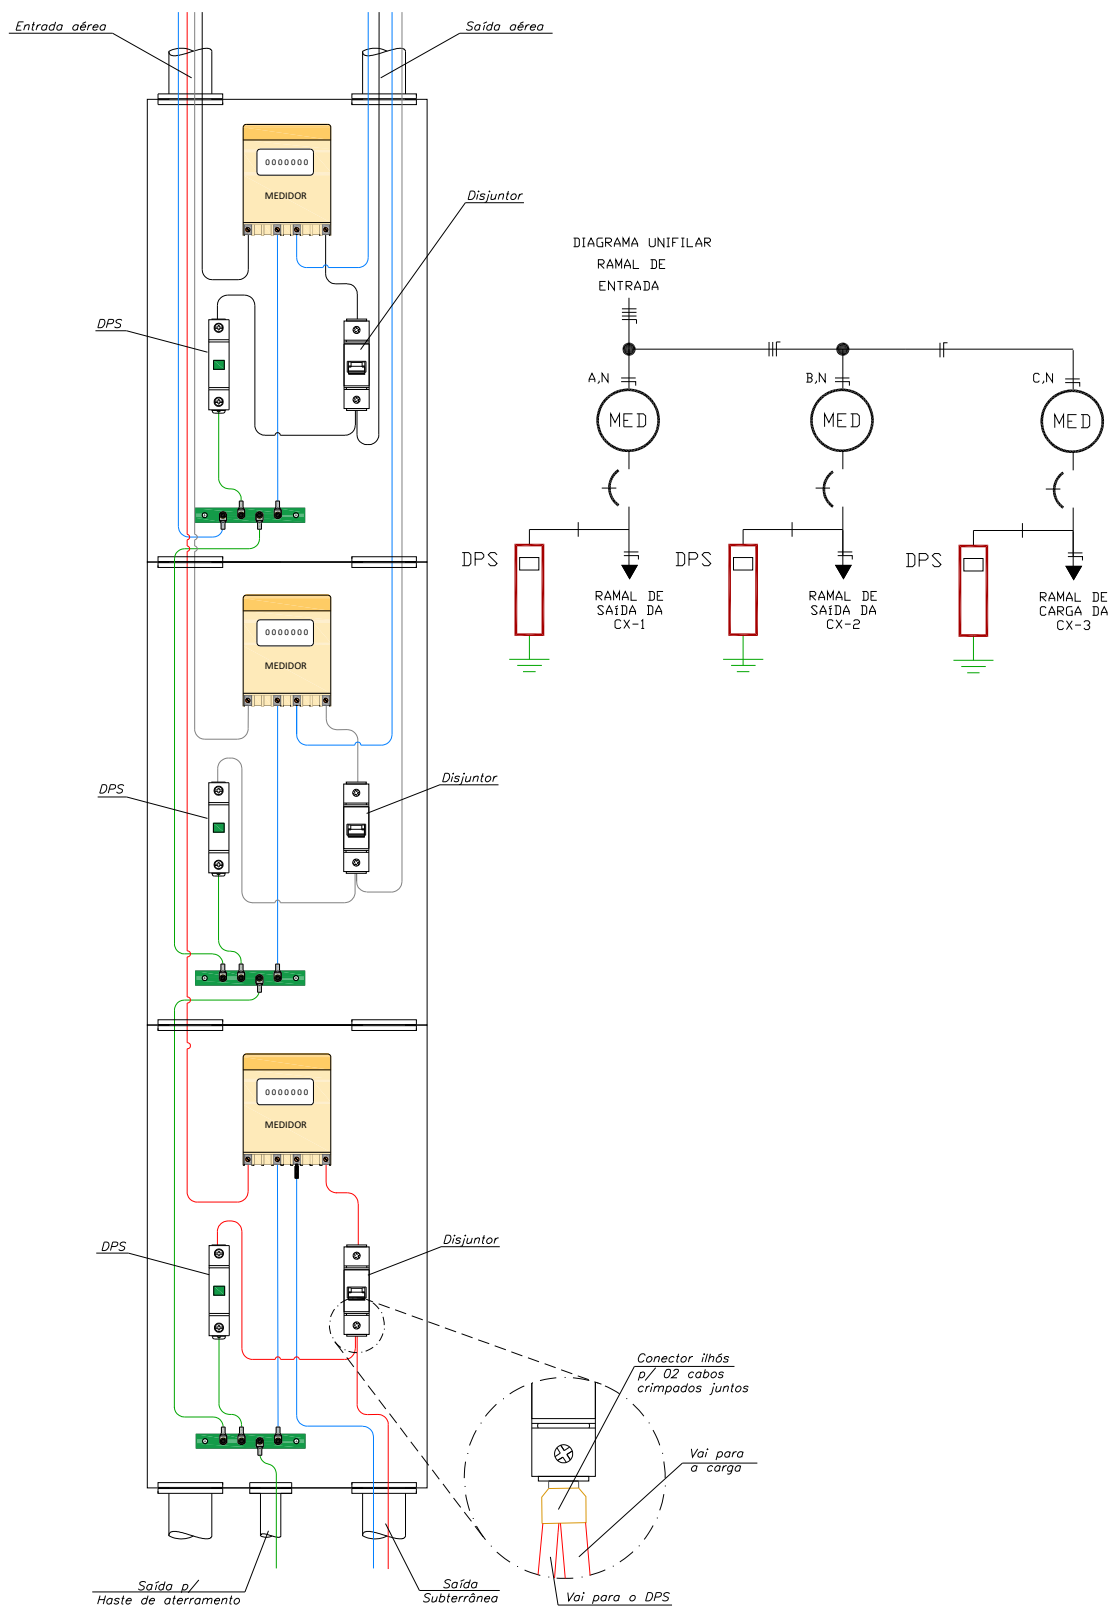 Entrada aérea
Saída aérea
0000000
MEDIDOR
Disjuntor
DPS
DIAGRAMA UNIFILAR
RAMAL DE
ENTRADA
A,N
B,N
C,N
MED
MED
MED
DPS
DPS
DPS
RAMAL DE
SAÍDA DA
CX-1
RAMAL DE
SAÍDA DA
CX-2
RAMAL DE
CARGA DA
CX-3
0000000
MEDIDOR
Disjuntor
DPS
0000000
MEDIDOR
DPS
Disjuntor
Conector ilhós
p/ 02 cabos
crimpados juntos
Vai para
a carga
Vai para o DPS
Saída p/
Haste de aterramento
Saída
Subterrânea